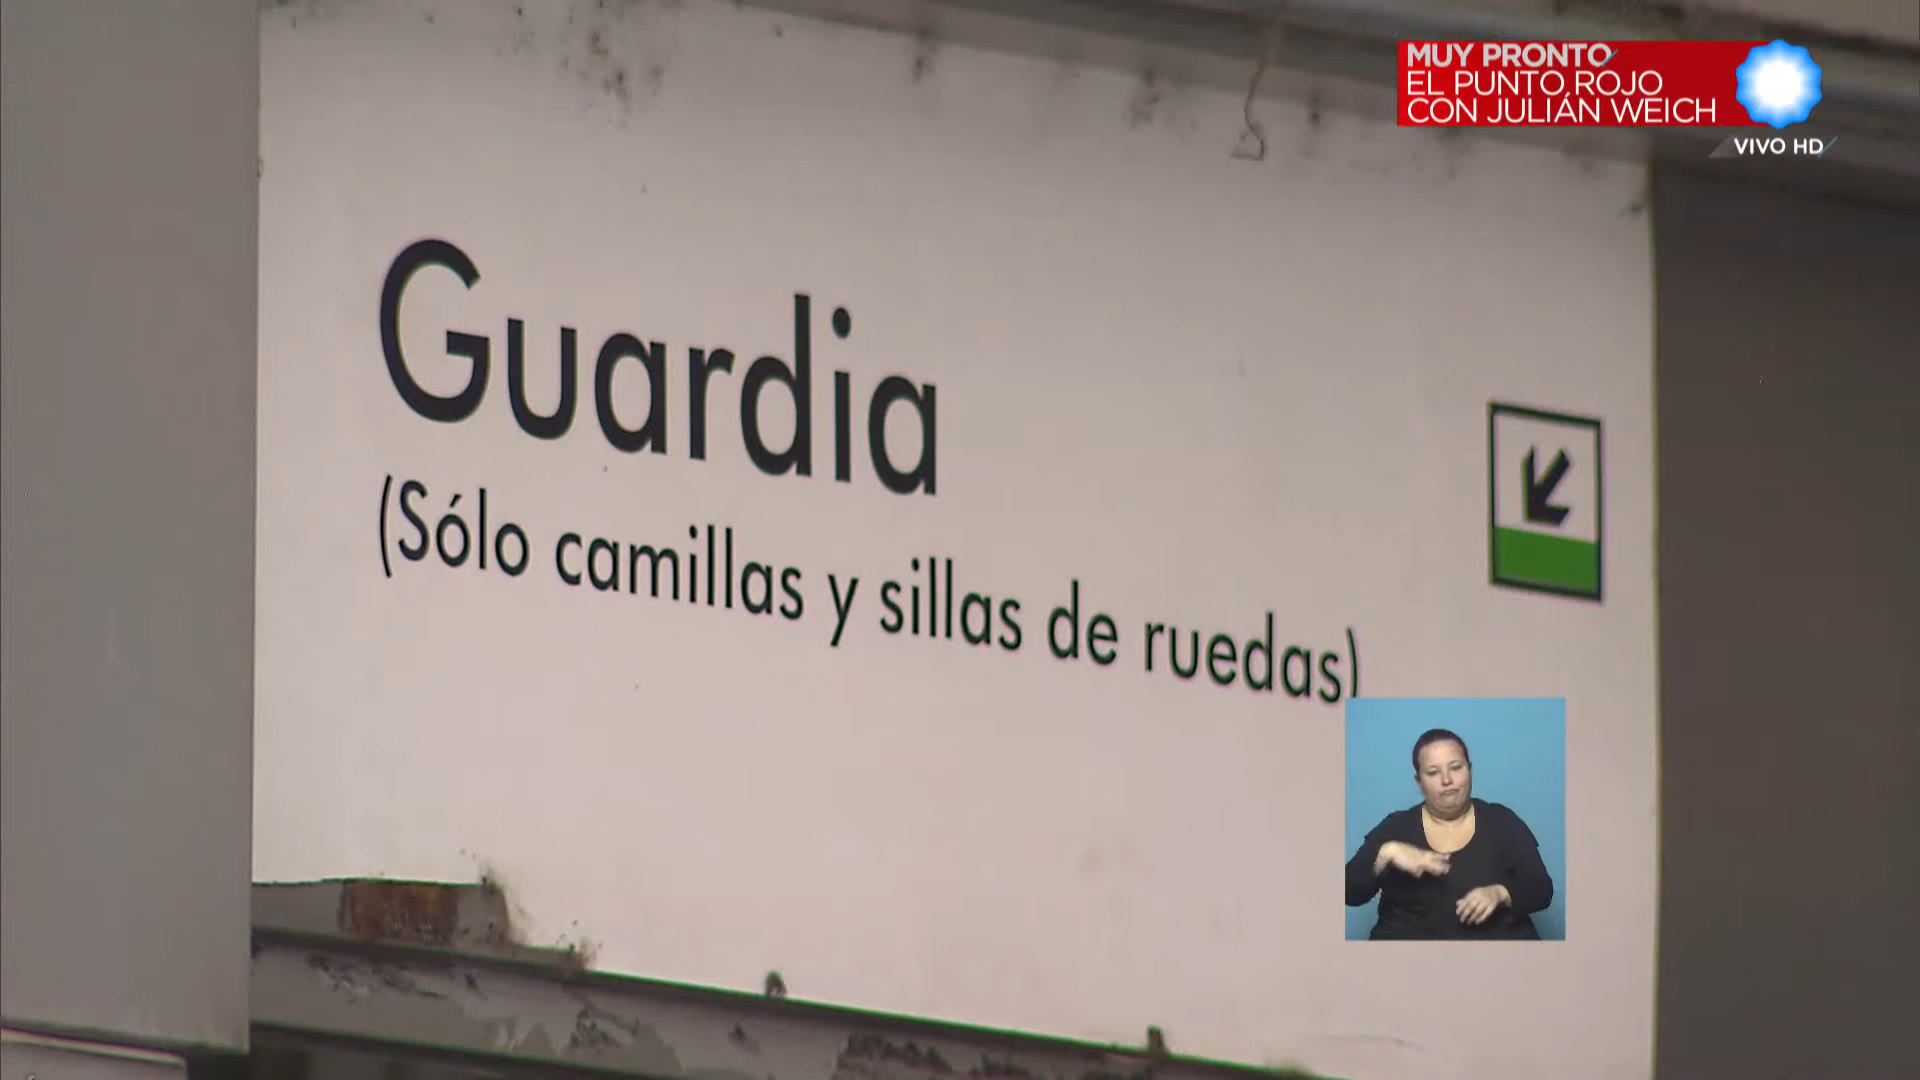 MUY PRONTO
EL PUNTO ROJO
CON JULIÁN WEICH
VIVO HD
Guardia
(Sólo camillas y sillas de ruedas)